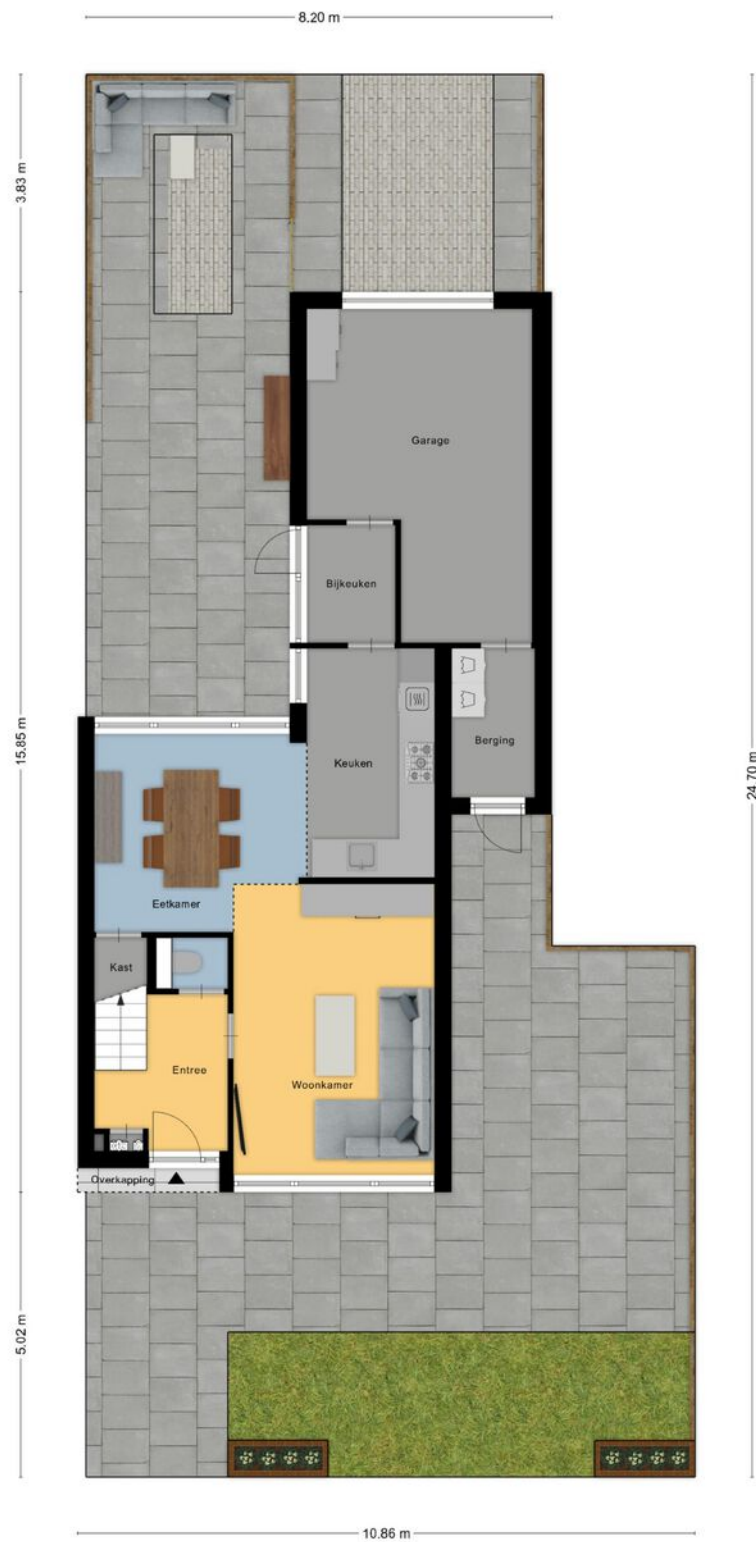 8.20 m
3.83 m
Garage
Bijkeuken
15.85 m
24.70 m
Berging
Keuken
Eetkamer
Kast
Entree
Woonkamer
Overkapping
5.02 m
10.86 m